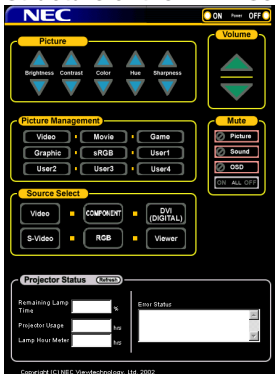 NEC
ON Power OFF
Picture
Brightness Contrast Color Hue Sharpness
Volume
Picture Management
Video Movie Game
Graphic sRGB User1
User2 User3 User4
Mute
Picture
Sound
OSD
ON ALL OFF
Source Select
Video COMPONENT DVI
(DIGITAL)
S-Video RGB Viewer
Projector Status (Refresh)
Remaining Lamp
Time %
Projector Usage hrs
Lamp Hour Meter hrs
Error Status
Copyright (C) NEC Viewtechnology, Ltd. 2002